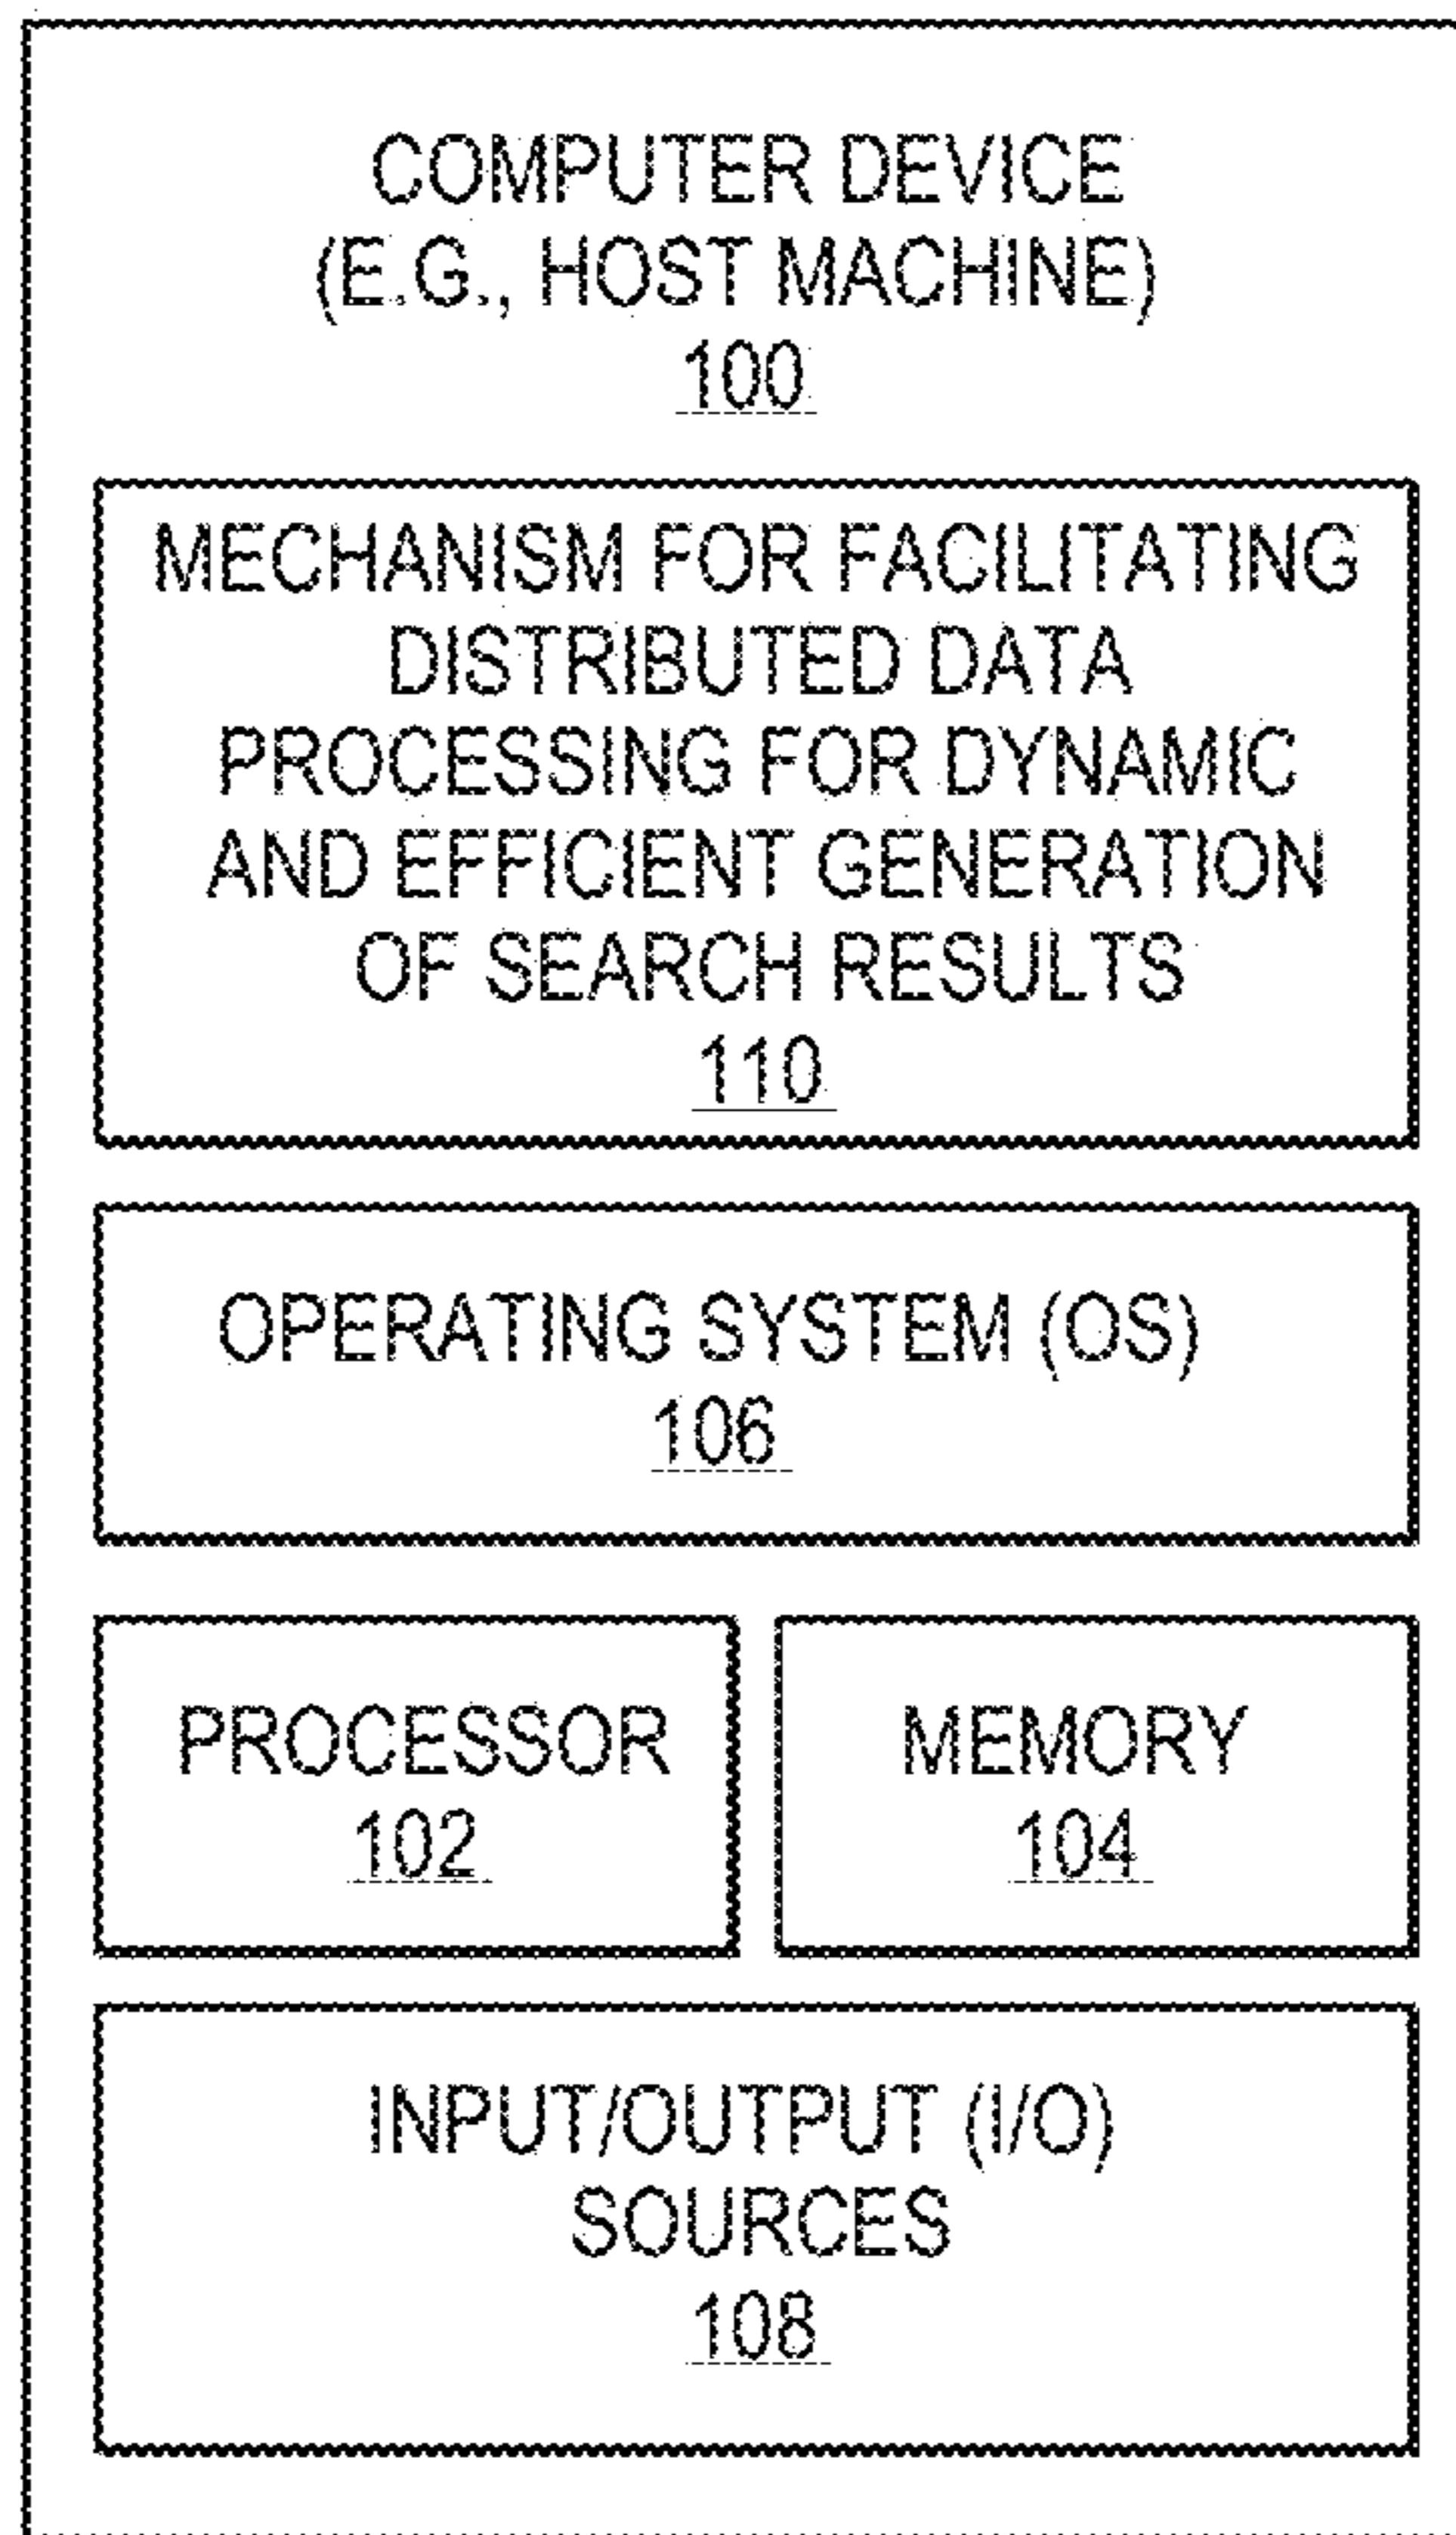 COMPUTER DEVICE
(E.G., HOST MACHINE)
100
MECHANISM FOR FACILITATING
DISTRIBUTED DATA
PROCESSING FOR DYNAMIC
AND EFFICIENT GENERATION
OF SEARCH RESULTS
110
OPERATING SYSTEM (OS)
106
PROCESSOR
102
MEMORY
104
INPUT/OUTPUT (I/O)
SOURCES
108